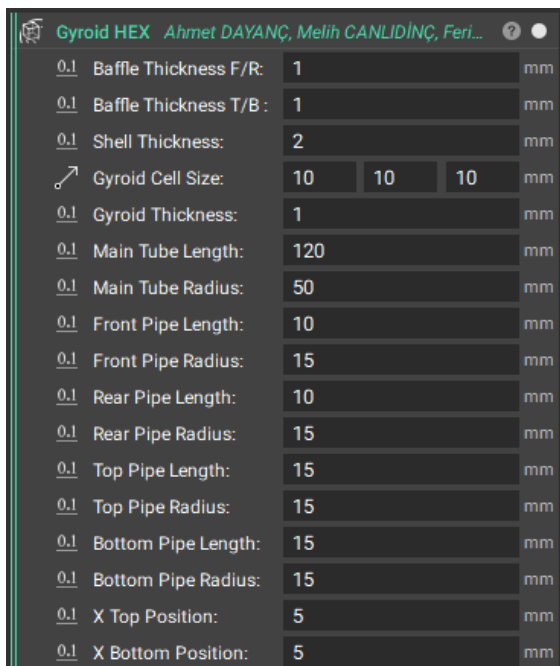 Gyroid HEX Ahmet DAYANÇ, Melih CANLIDİNÇ, Feri... ?
0.1 Baffle Thickness F/R: 1 mm
0.1 Baffle Thickness T/B : 1 mm
0.1 Shell Thickness: 2 mm
Gyroid Cell Size: 10 10 10 mm
0.1 Gyroid Thickness: 1 mm
0.1 Main Tube Length: 120 mm
0.1 Main Tube Radius: 50 mm
0.1 Front Pipe Length: 10 mm
0.1 Front Pipe Radius: 15 mm
0.1 Rear Pipe Length: 10 mm
0.1 Rear Pipe Radius: 15 mm
0.1 Top Pipe Length: 15 mm
0.1 Top Pipe Radius: 15 mm
0.1 Bottom Pipe Length: 15 mm
0.1 Bottom Pipe Radius: 15 mm
0.1 X Top Position: 5 mm
0.1 X Bottom Position: 5 mm